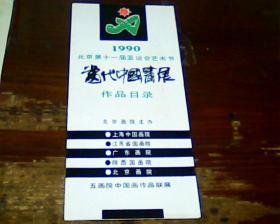 1990
北京第十一届亚运会艺术节
当代中國畫展
作品目录
北京画院主办
●上海中国画院
●江苏省国画院
●广东画院
●陕西国画院
●北京画院
五画院中国画作品联展